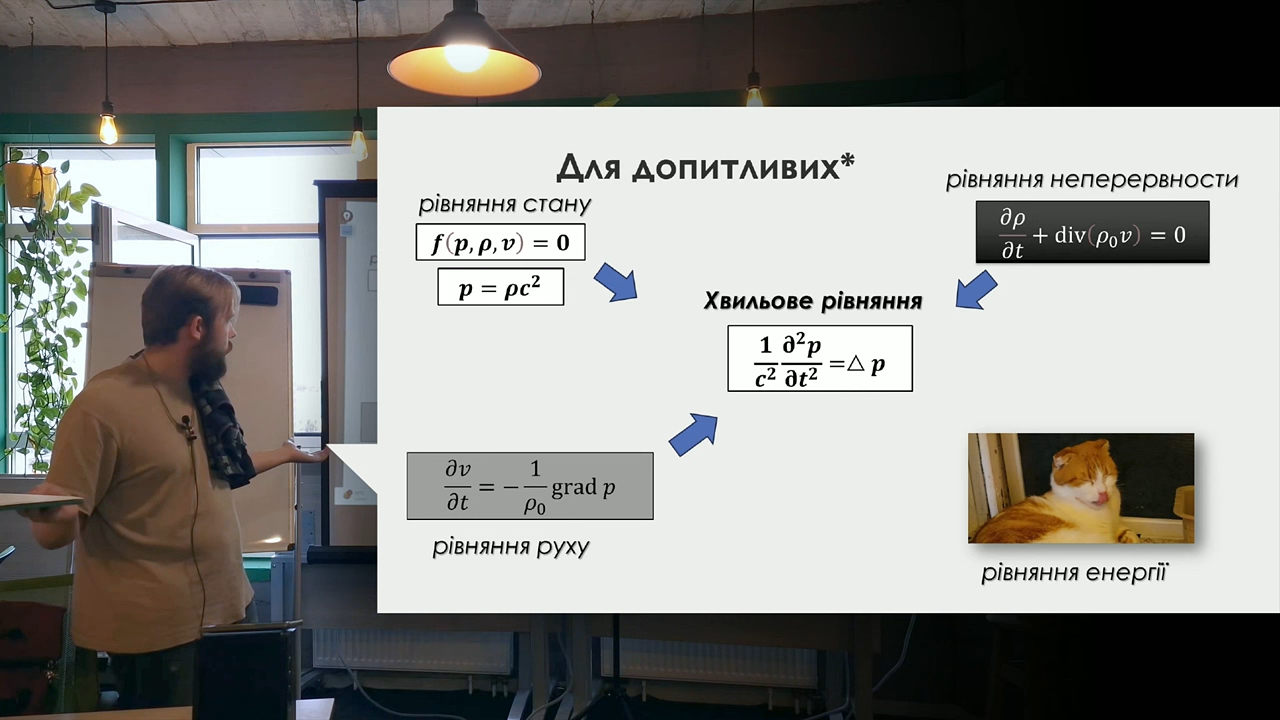 Для допитливих*
рівняння стану
f(p, ρ, v) = 0
p = ρc²
рівняння неперервности
∂ρ/∂t + div(ρ₀v) = 0
Хвильове рівняння
1/c² ∂²p/∂t² = △ p
∂v/∂t = − 1/ρ₀ grad p
рівняння руху
рівняння енергії